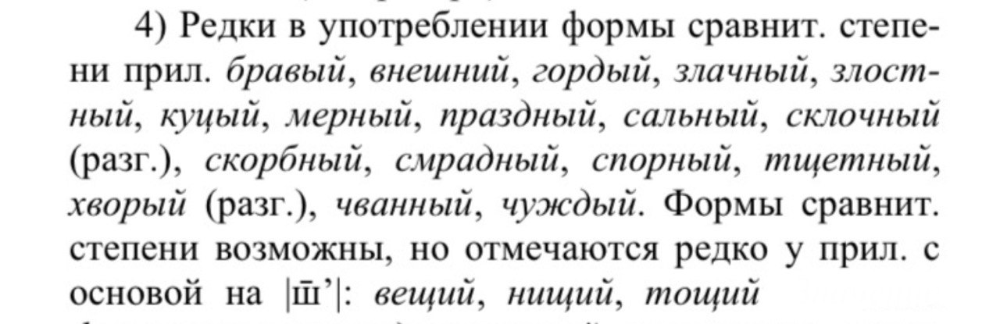 4) Редки в употреблении формы сравнит. степе-
ни прил. бравый, внешний, гордый, злачный, злост-
ный, куцый, мерный, праздный, сальный, склочный
(разг.), скорбный, смрадный, спорный, тщетный,
хворый (разг.), чванный, чуждый. Формы сравнит.
степени возможны, но отмечаются редко у прил. с
основой на |ш̄’|: вещий, нищий, тощий